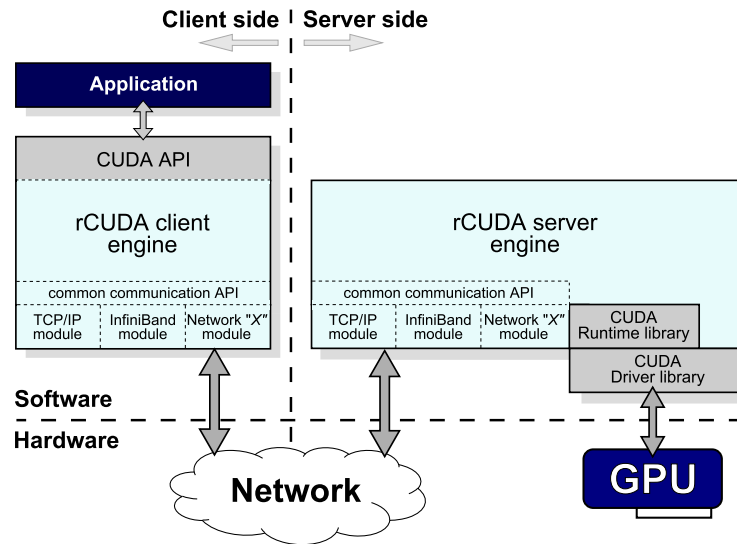 Client side
Server side
Application
CUDA API
rCUDA client
engine
common communication API
TCP/IP
module
InfiniBand
module
Network "X"
module
rCUDA server
engine
common communication API
TCP/IP
module
InfiniBand
module
Network "X"
module
CUDA
Runtime library
CUDA
Driver library
Software
Hardware
Network
GPU